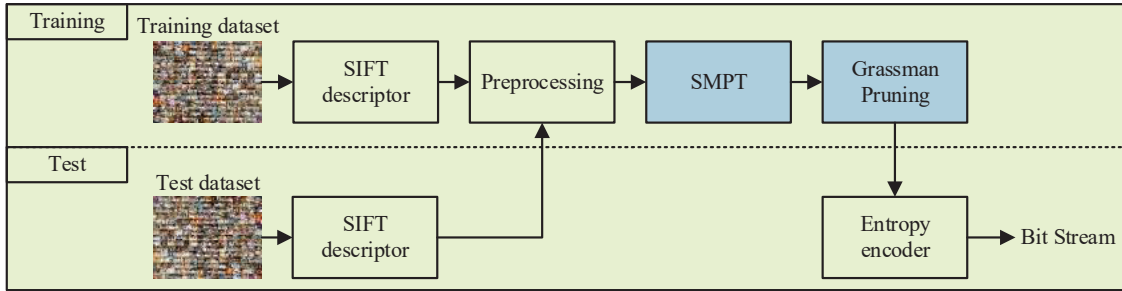 Training
Training dataset
SIFT
descriptor
Preprocessing
SMPT
Grassman
Pruning
Test
Test dataset
SIFT
descriptor
Entropy
encoder
Bit Stream